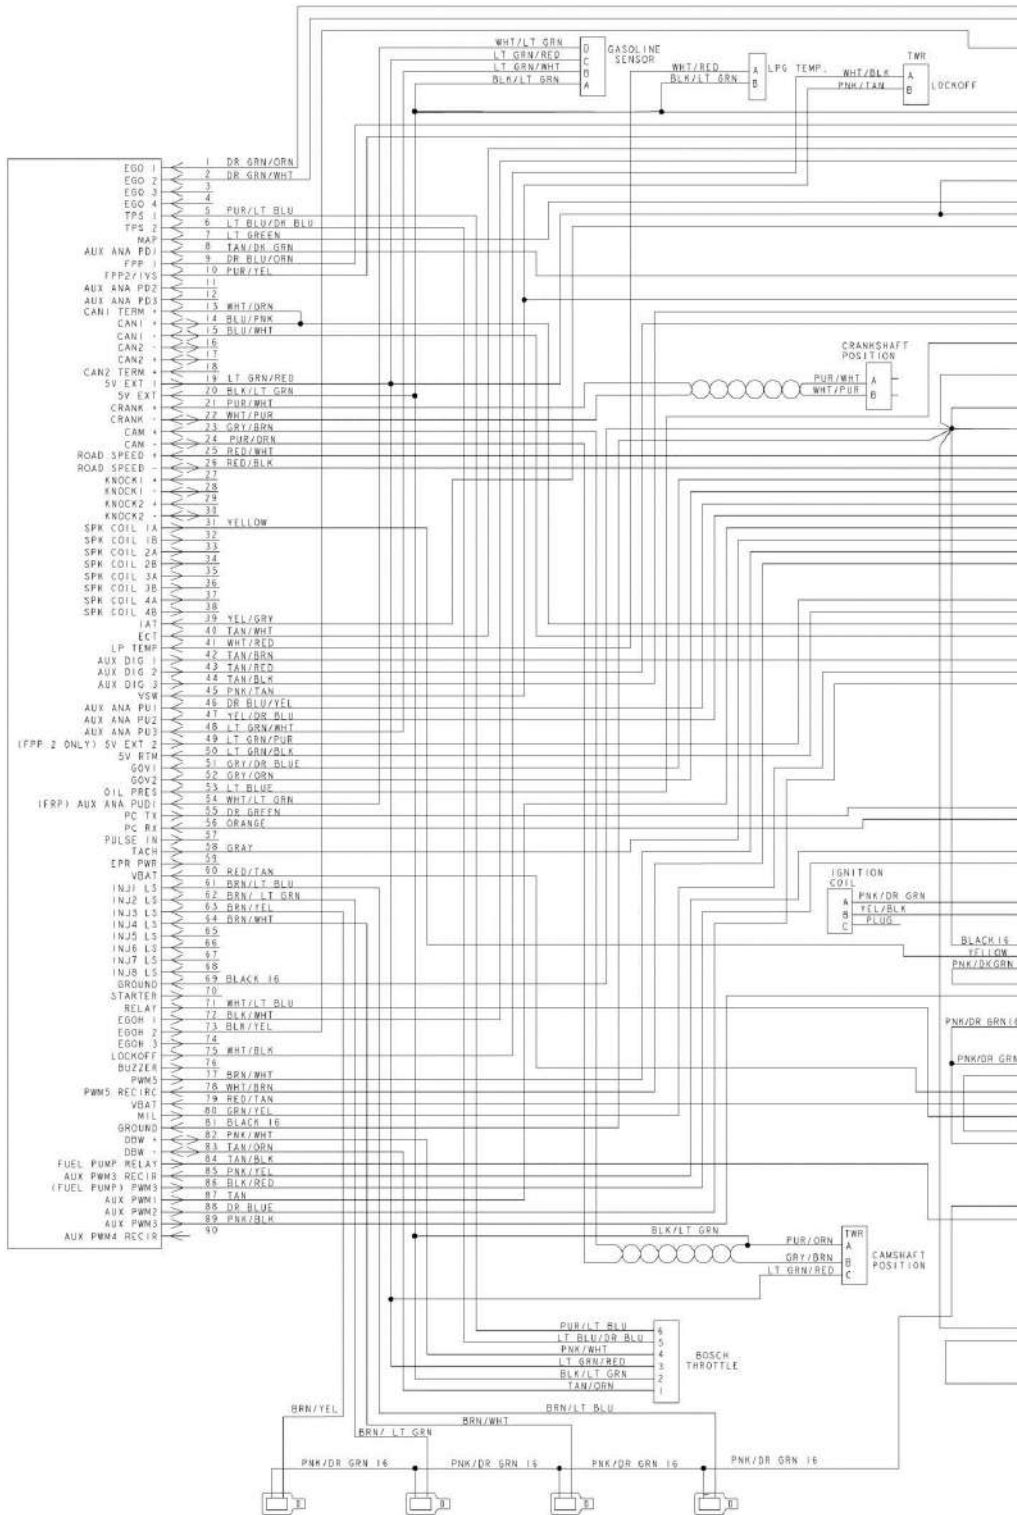 WHT/LT GRN D GASOLINE
LT GRN/RED C SENSOR
LT GRN/WHT B
BLK/LT GRN A
WHT/RED A LPG TEMP.
BLK/LT GRN B
TWR
WHT/BLK A
PNK/TAN B LOCKOFF
EGO 1 1 DR GRN/ORN
EGO 2 2 DR GRN/WHT
EGO 3 3
EGO 4 4
TPS 1 5 PUR/LT BLU
TPS 2 6 LT BLU/DK BLU
MAP 7 LT GREEN
AUX ANA PD1 8 TAN/DK GRN
FPP 1 9 DR BLU/ORN
FPP2/IVS 10 PUR/YEL
AUX ANA PD2 11
AUX ANA PD3 12
CAN1 TERM + 13 WHT/ORN
CAN1 + 14 BLU/PNK
CAN1 - 15 BLU/WHT
CAN2 - 16
CAN2 + 17
CAN2 TERM + 18
5V EXT 1 19 LT GRN/RED
5V EXT 20 BLK/LT GRN
CRANK + 21 PUR/WHT
CRANK - 22 WHT/PUR
CAM + 23 GRY/BRN
CAM - 24 PUR/ORN
ROAD SPEED + 25 RED/WHT
ROAD SPEED - 26 RED/BLK
KNOCK1 + 27
KNOCK1 - 28
KNOCK2 + 29
KNOCK2 - 30
SPK COIL 1A 31 YELLOW
SPK COIL 1B 32
SPK COIL 2A 33
SPK COIL 2B 34
SPK COIL 3A 35
SPK COIL 3B 36
SPK COIL 4A 37
SPK COIL 4B 38
IAT 39 YEL/GRY
ECT 40 TAN/WHT
LP TEMP 41 WHT/RED
AUX DIG 1 42 TAN/BRN
AUX DIG 2 43 TAN/RED
AUX DIG 3 44 TAN/BLK
VSW 45 PNK/TAN
AUX ANA PU1 46 DR BLU/YEL
AUX ANA PU2 47 YEL/DR BLU
AUX ANA PU3 48 LT GRN/WHT
(FPP 2 ONLY) 5V EXT 2 49 LT GRN/PUR
5V RTN 50 LT GRN/BLK
GOV1 51 GRY/DR BLUE
GOV2 52 GRY/ORN
OIL PRES 53 LT BLUE
(FRP) AUX ANA PUD1 54 WHT/LT GRN
PC TX 55 DR GREEN
PC RX 56 ORANGE
PULSE IN 57
TACH 58 GRAY
EPR PWR 59
VBAT 60 RED/TAN
INJ1 LS 61 BRN/LT BLU
INJ2 LS 62 BRN/ LT GRN
INJ3 LS 63 BRN/YEL
INJ4 LS 64 BRN/WHT
INJ5 LS 65
INJ6 LS 66
INJ7 LS 67
INJ8 LS 68
GROUND 69 BLACK 16
STARTER 70
RELAY 71 WHT/LT BLU
EGOH 1 72 BLK/WHT
EGOH 2 73 BLK/YEL
EGOH 3 74
LOCKOFF 75 WHT/BLK
BUZZER 76
PWM5 77 BRN/WHT
PWM5 RECIRC 78 WHT/BRN
VBAT 79 RED/TAN
MIL 80 GRN/YEL
GROUND 81 BLACK 16
DBW + 82 PNK/WHT
DBW - 83 TAN/ORN
FUEL PUMP RELAY 84 TAN/BLK
AUX PWM3 RECIR 85 PNK/YEL
(FUEL PUMP) PWM3 86 BLK/RED
AUX PWM1 87 TAN
AUX PWM2 88 DR BLUE
AUX PWM3 89 PNK/BLK
AUX PWM4 RECIR 90
CRANKSHAFT
POSITION
PUR/WHT A
WHT/PUR B
IGNITION
COIL
A PNK/DR GRN
B YEL/BLK
C PLUG
BLACK 16
YELLOW
PNK/DKGRN
PNK/DR GRN 16
PNK/DR GRN
BLK/LT GRN
TWR
PUR/ORN A
GRY/BRN B
LT GRN/RED C
CAMSHAFT
POSITION
PUR/LT BLU 6
LT BLU/DR BLU 5
PNK/WHT 4
LT GRN/RED 3
BLK/LT GRN 2
TAN/ORN 1
BOSCH
THROTTLE
BRN/YEL
BRN/ LT GRN
BRN/WHT
BRN/LT BLU
PNK/DR GRN 16
PNK/DR GRN 16
PNK/DR GRN 16
PNK/DR GRN 16